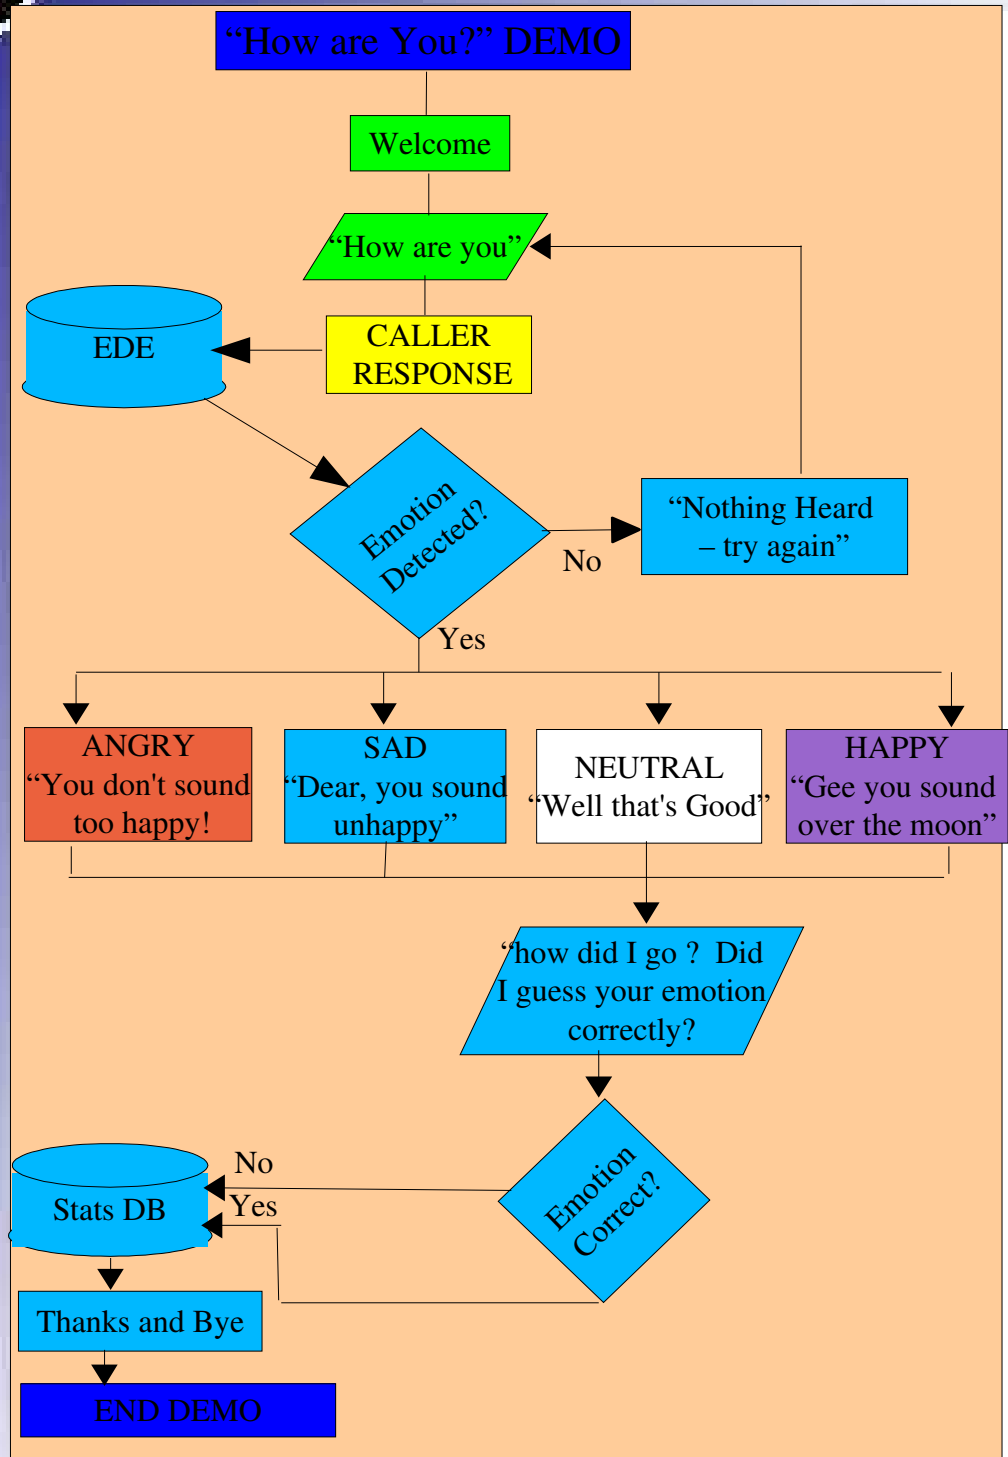 “How are You?” DEMO
Welcome
“How are you”
CALLER
RESPONSE
EDE
Emotion
Detected?
No
“Nothing Heard
– try again”
Yes
ANGRY
“You don't sound
too happy!
SAD
“Dear, you sound
unhappy”
NEUTRAL
“Well that's Good”
HAPPY
“Gee you sound
over the moon”
“how did I go ? Did
I guess your emotion
correctly?
Emotion
Correct?
No
Yes
Stats DB
Thanks and Bye
END DEMO